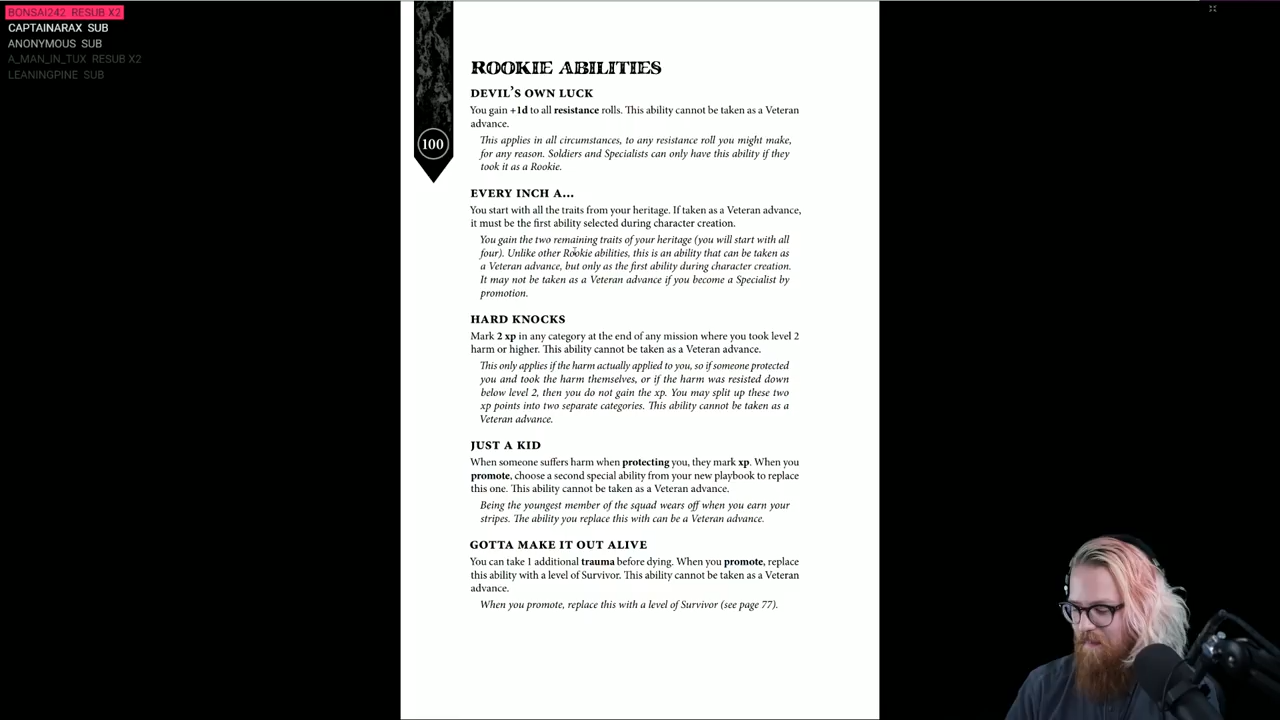 BONSAI242 RESUB X2
CAPTAINARAX SUB
ANONYMOUS SUB
A_MAN_IN_TUX RESUB X2
LEANINGPINE SUB
100
ROOKIE ABILITIES
DEVIL'S OWN LUCK
You gain +1d to all resistance rolls. This ability cannot be taken as a Veteran
advance.
This applies in all circumstances, to any resistance roll you might make,
for any reason. Soldiers and Specialists can only have this ability if they
took it as a Rookie.
EVERY INCH A...
You start with all the traits from your heritage. If taken as a Veteran advance,
it must be the first ability selected during character creation.
You gain the two remaining traits of your heritage (you will start with all
four). Unlike other Rookie abilities, this is an ability that can be taken as
a Veteran advance, but only as the first ability during character creation.
It may not be taken as a Veteran advance if you become a Specialist by
promotion.
HARD KNOCKS
Mark 2 xp in any category at the end of any mission where you took level 2
harm or higher. This ability cannot be taken as a Veteran advance.
This only applies if the harm actually applied to you, so if someone protected
you and took the harm themselves, or if the harm was resisted down
below level 2, then you do not gain the xp. You may split up these two
xp points into two separate categories. This ability cannot be taken as a
Veteran advance.
JUST A KID
When someone suffers harm when protecting you, they mark xp. When you
promote, choose a second special ability from your new playbook to replace
this one. This ability cannot be taken as a Veteran advance.
Being the youngest member of the squad wears off when you earn your
stripes. The ability you replace this with can be a Veteran advance.
GOTTA MAKE IT OUT ALIVE
You can take 1 additional trauma before dying. When you promote, replace
this ability with a level of Survivor. This ability cannot be taken as a Veteran
advance.
When you promote, replace this with a level of Survivor (see page 77).